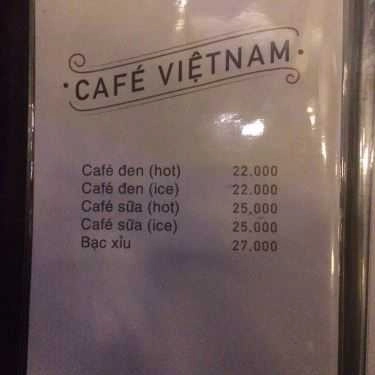 CAFÉ VIỆTNAM
Café đen (hot) 22.000
Café đen (ice) 22.000
Café sữa (hot) 25,000
Café sữa (ice) 25,000
Bạc xỉu 27,000